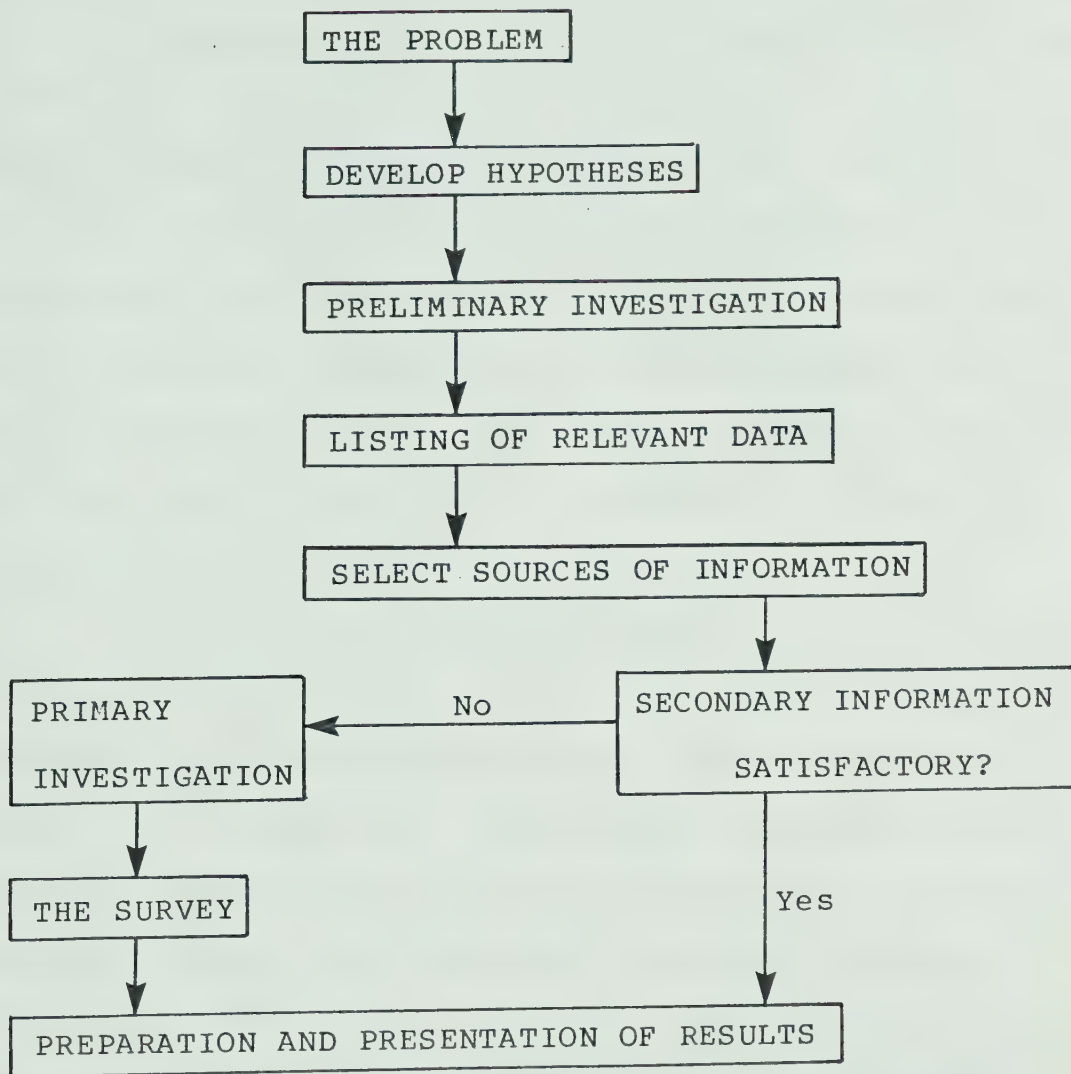 THE PROBLEM
DEVELOP HYPOTHESES
PRELIMINARY INVESTIGATION
LISTING OF RELEVANT DATA
SELECT SOURCES OF INFORMATION
SECONDARY INFORMATION
SATISFACTORY?
No
PRIMARY
INVESTIGATION
THE SURVEY
Yes
PREPARATION AND PRESENTATION OF RESULTS